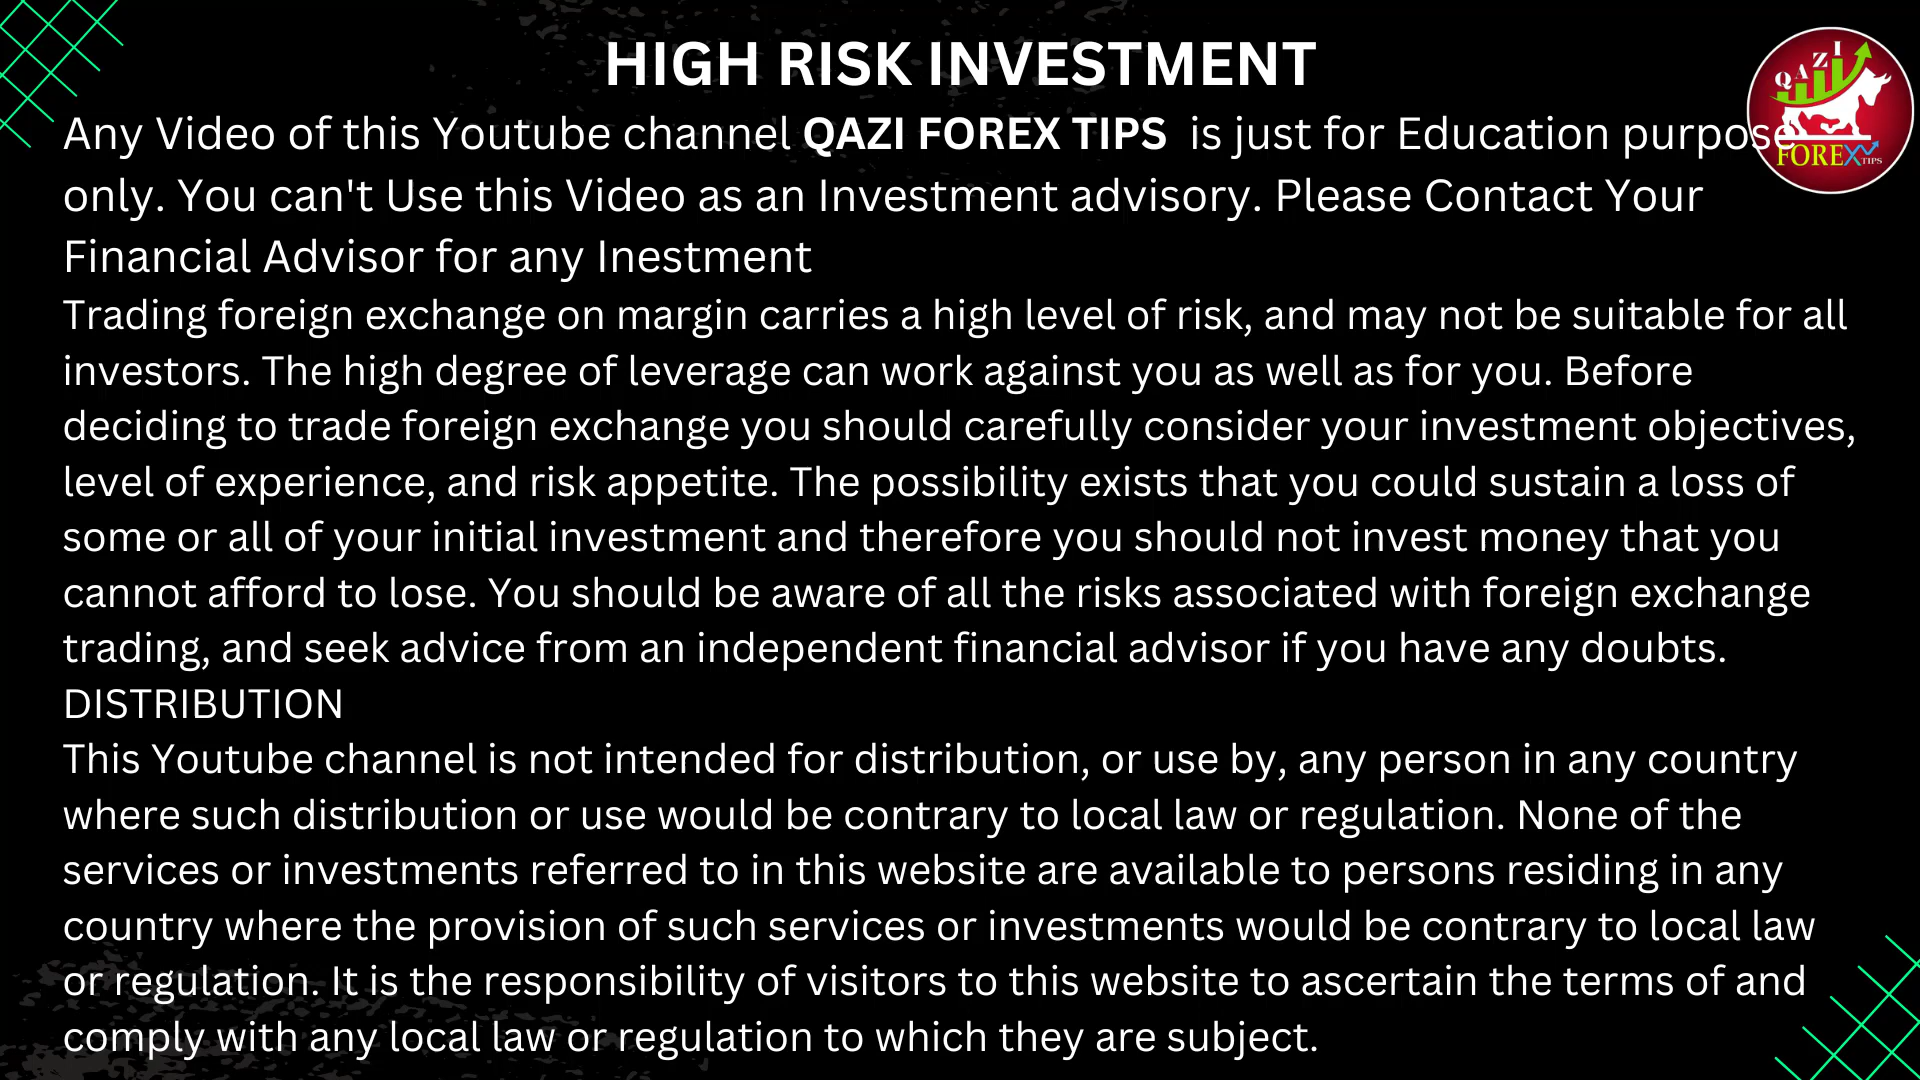 HIGH RISK INVESTMENT
QAZI
FOREX TIPS
Any Video of this Youtube channel QAZI FOREX TIPS is just for Education purpose
only. You can't Use this Video as an Investment advisory. Please Contact Your
Financial Advisor for any Inestment
Trading foreign exchange on margin carries a high level of risk, and may not be suitable for all
investors. The high degree of leverage can work against you as well as for you. Before
deciding to trade foreign exchange you should carefully consider your investment objectives,
level of experience, and risk appetite. The possibility exists that you could sustain a loss of
some or all of your initial investment and therefore you should not invest money that you
cannot afford to lose. You should be aware of all the risks associated with foreign exchange
trading, and seek advice from an independent financial advisor if you have any doubts.
DISTRIBUTION
This Youtube channel is not intended for distribution, or use by, any person in any country
where such distribution or use would be contrary to local law or regulation. None of the
services or investments referred to in this website are available to persons residing in any
country where the provision of such services or investments would be contrary to local law
or regulation. It is the responsibility of visitors to this website to ascertain the terms of and
comply with any local law or regulation to which they are subject.